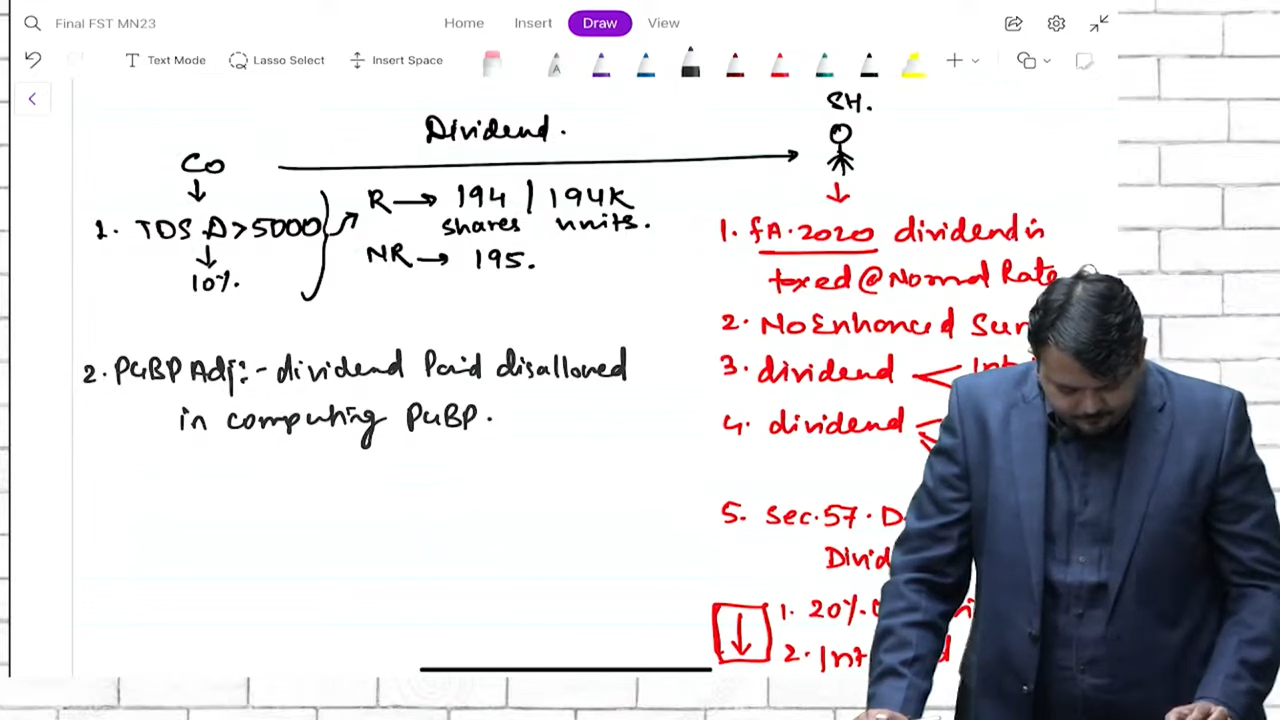 Final FST MN23
Home Insert Draw View
Text Mode Lasso Select Insert Space
SH.
Dividend.
Co
1. TDS D > 5000
10%.
R → 194 | 194K
shares units.
NR → 195.
2. PGBP Adj:- dividend Paid disallowed
in computing PGBP.
1. FA.2020 dividend is
taxed @ Normal Rate
2. No Enhanced Sur
3. dividend
4. dividend
5. Sec.57. D
Divid
1. 20%.
2. Int